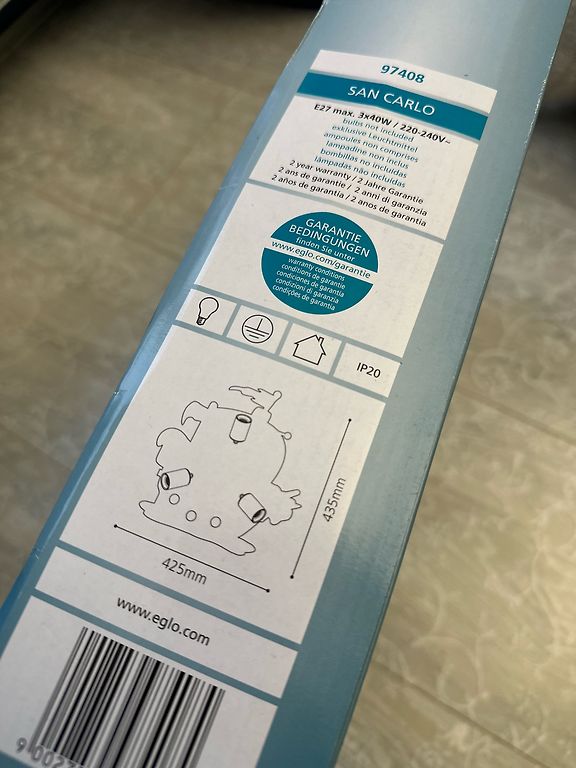 97408
SAN CARLO
E27 max. 3x40W / 220-240V~
bulbs not included
exklusive Leuchtmittel
ampoules non comprises
lampadine non inclus
bombillas no incluidas
lâmpadas não incluídas
2 year warranty / 2 Jahre Garantie
2 ans de garantie / 2 anni di garanzia
2 años de garantía / 2 anos de garantia
GARANTIE
BEDINGUNGEN
finden Sie unter
www.eglo.com/garantie
warranty conditions
conditions de garantie
condiciones de garantía
condizioni di garanzia
condições de garantia
IP20
435mm
425mm
www.eglo.com
9 0027